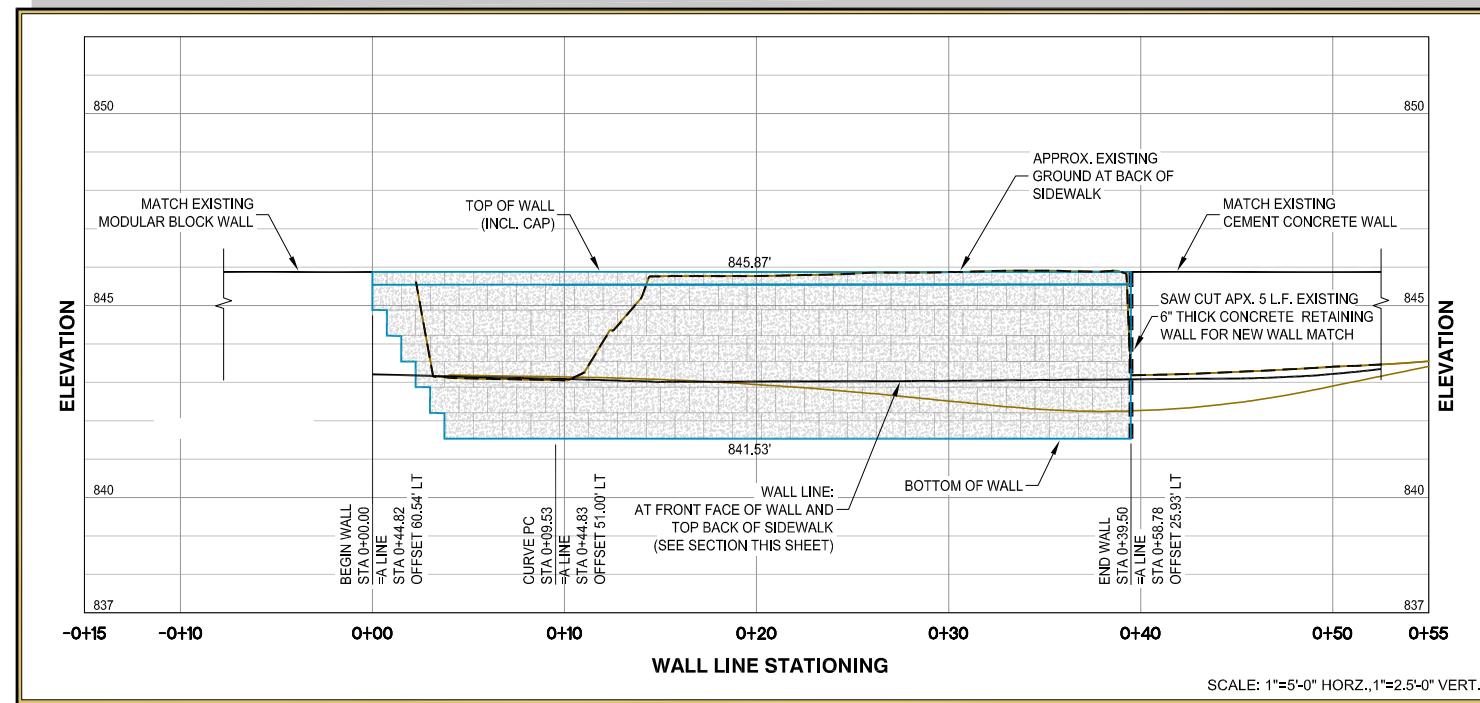 850
850
APPROX. EXISTING
GROUND AT BACK OF
SIDEWALK
MATCH EXISTING
MODULAR BLOCK WALL
TOP OF WALL
(INCL. CAP)
MATCH EXISTING
CEMENT CONCRETE WALL
845.87'
845
845
SAW CUT APX. 5 L.F. EXISTING
6" THICK CONCRETE RETAINING
WALL FOR NEW WALL MATCH
ELEVATION
ELEVATION
841.53'
WALL LINE:
AT FRONT FACE OF WALL AND
TOP BACK OF SIDEWALK
(SEE SECTION THIS SHEET)
BOTTOM OF WALL
840
840
BEGIN WALL
STA 0+00.00
=A LINE
STA 0+44.82
OFFSET 60.54' LT
CURVE PC
STA 0+09.53
=A LINE
STA 0+44.83
OFFSET 51.00' LT
END WALL
STA 0+39.50
=A LINE
STA 0+58.78
OFFSET 25.93' LT
837
837
-0+15 -0+10 0+00 0+10 0+20 0+30 0+40 0+50 0+55
WALL LINE STATIONING
SCALE: 1"=5'-0" HORZ.,1"=2.5'-0" VERT.